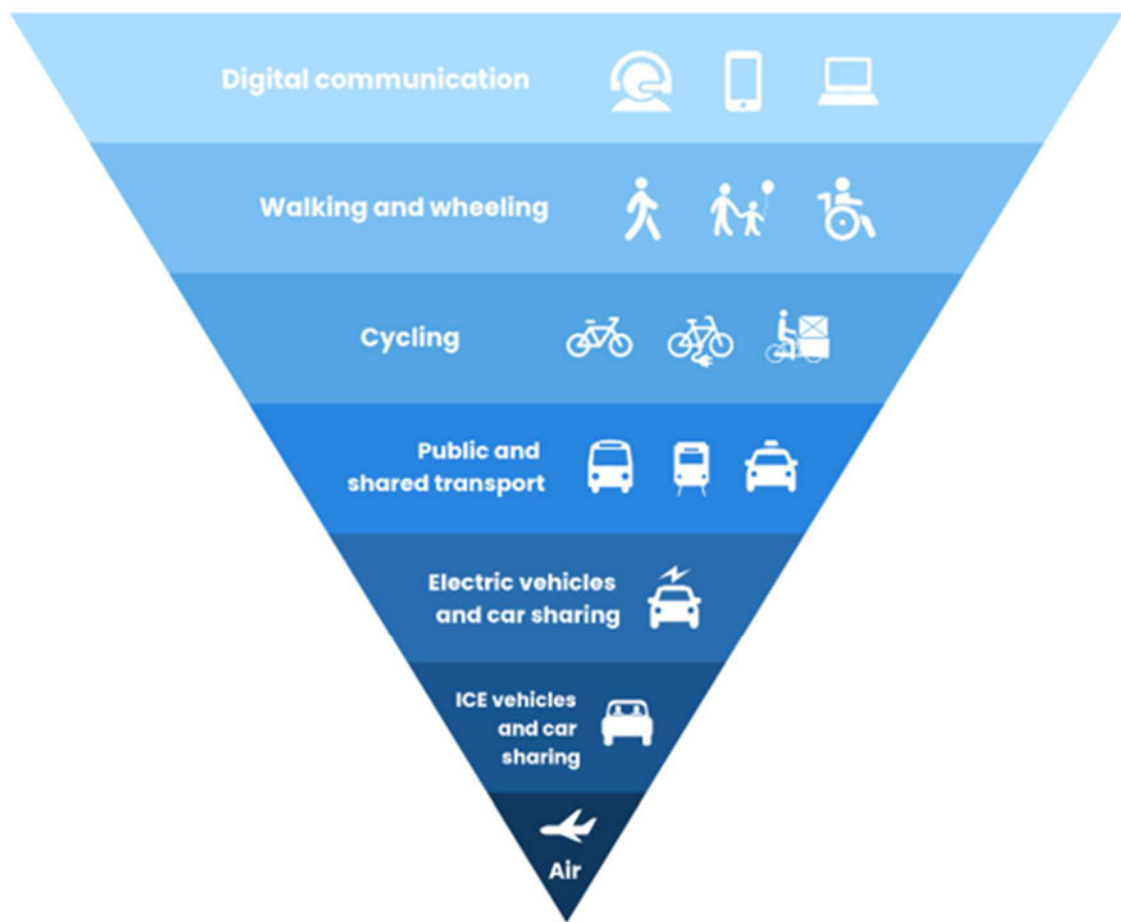 Digital communication
Walking and wheeling
Cycling
Public and
shared transport
Electric vehicles
and car sharing
ICE vehicles
and car
sharing
Air